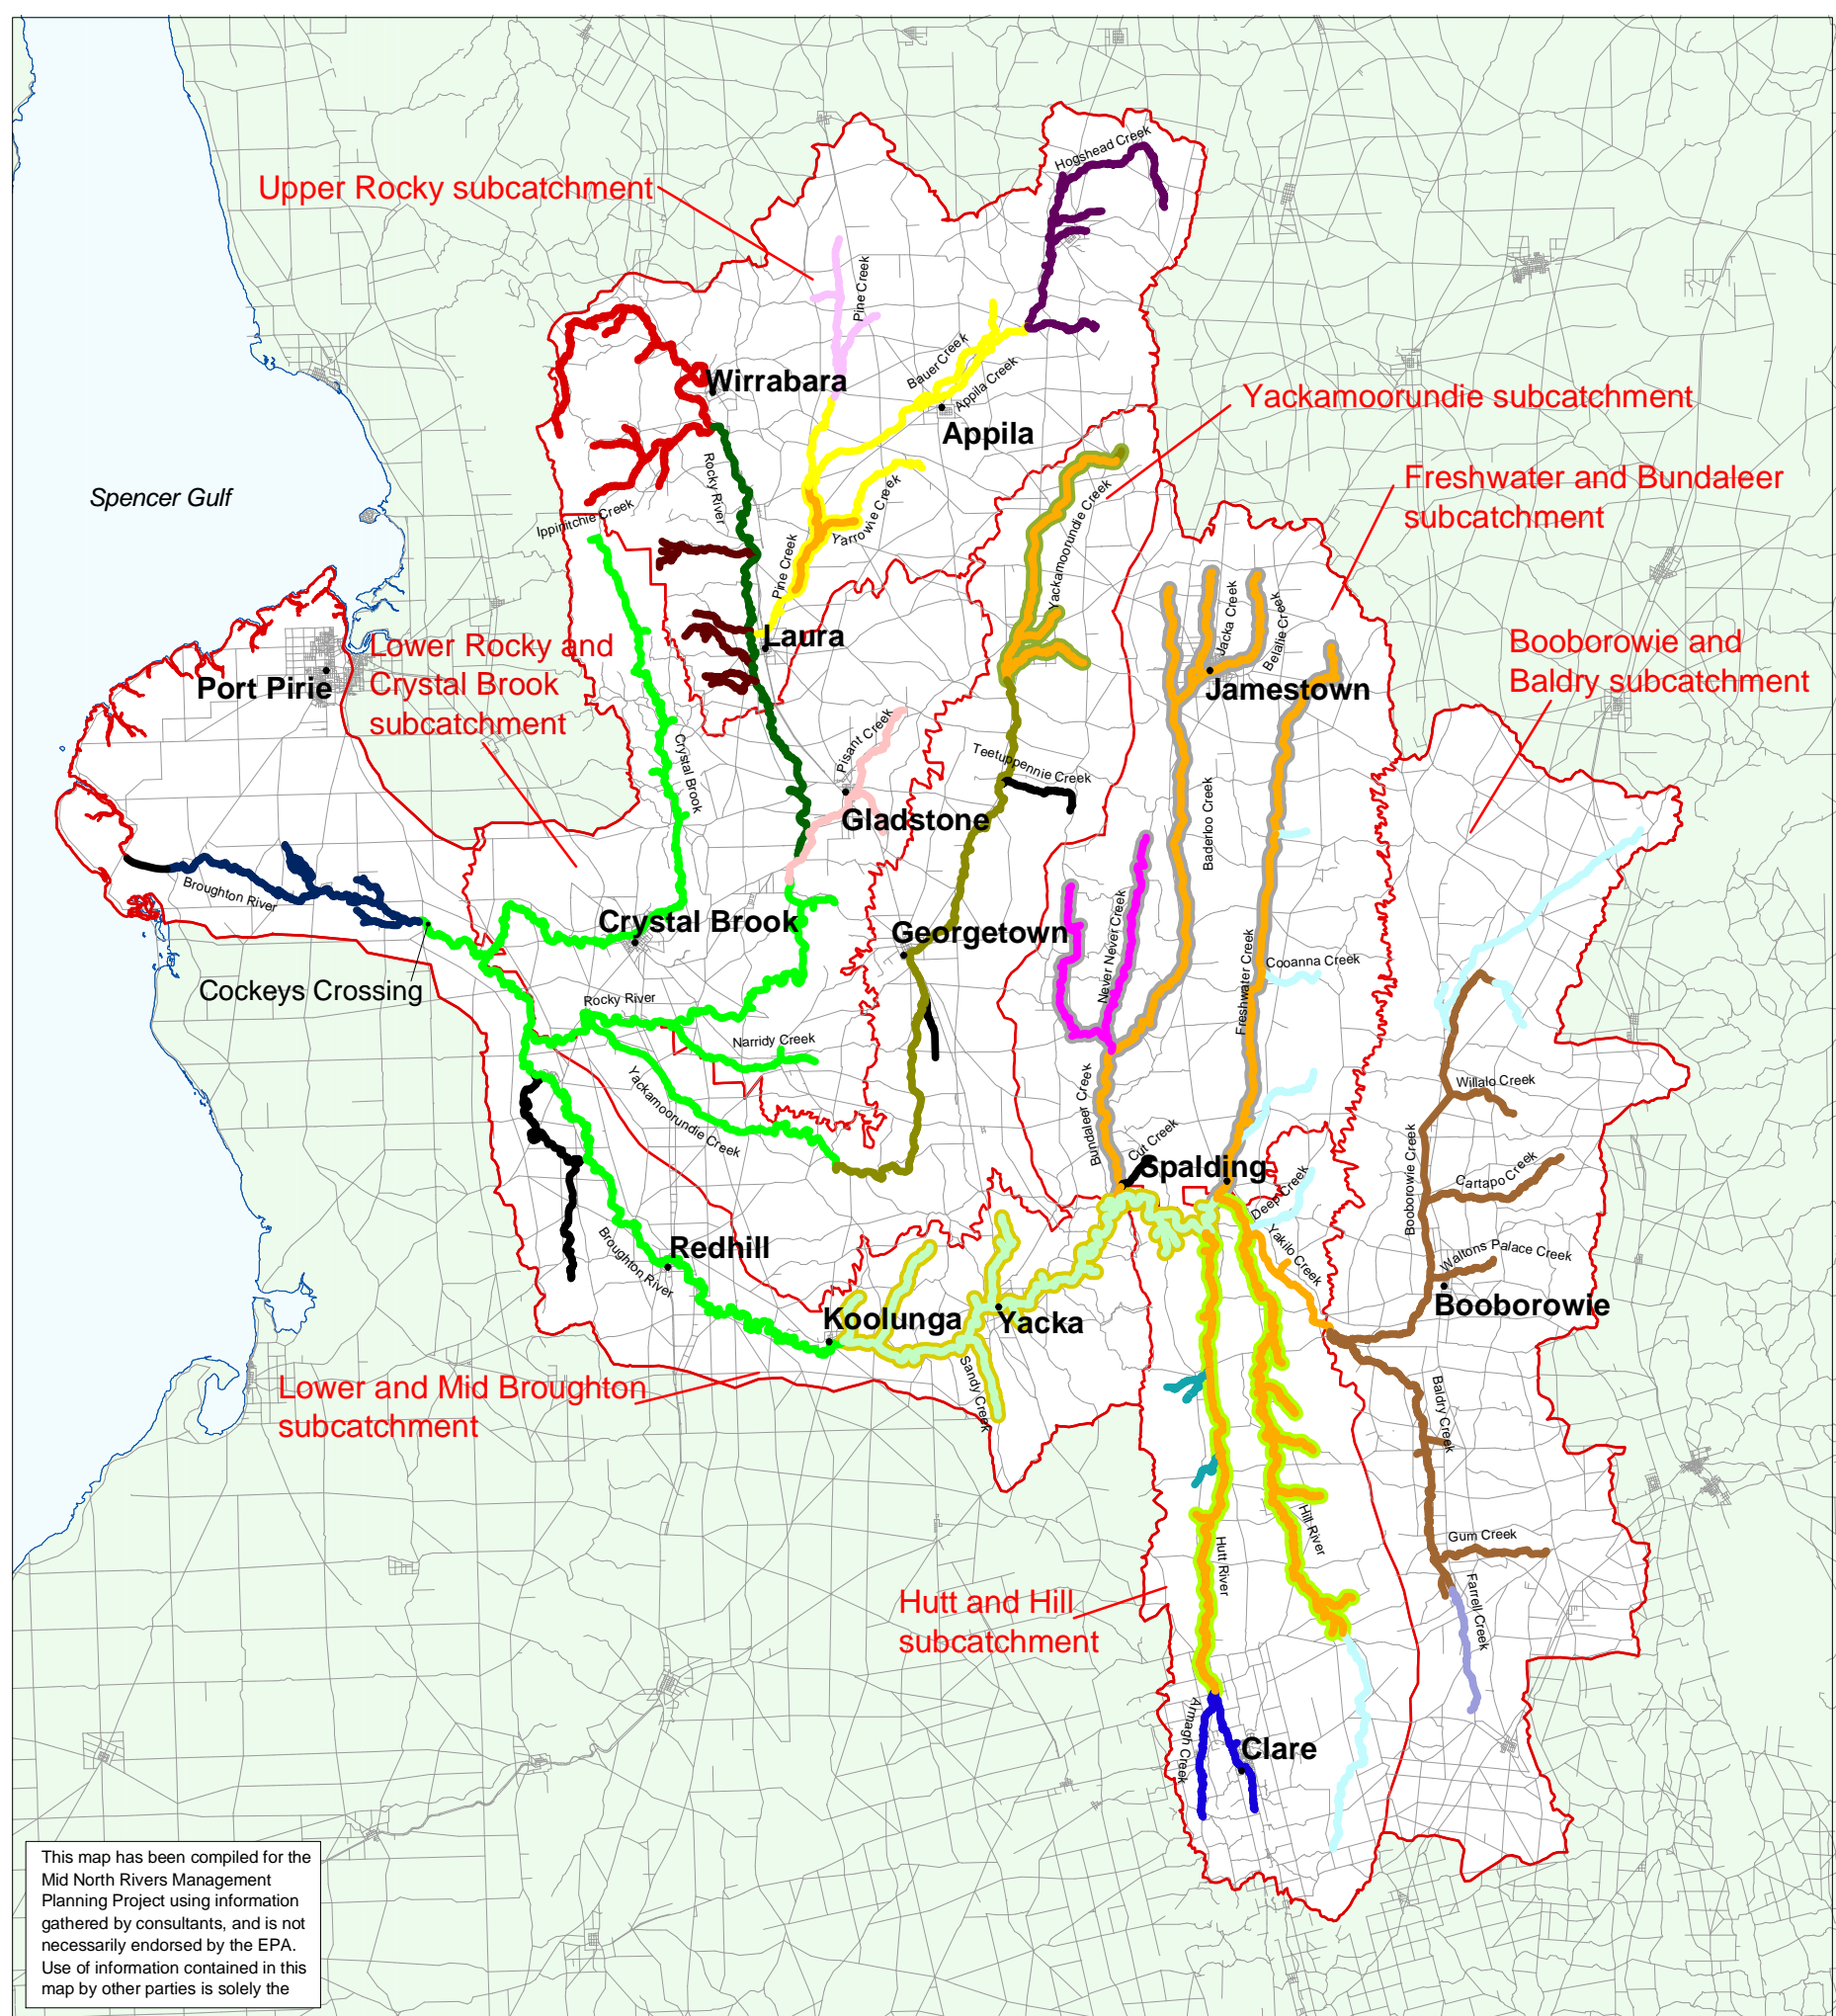 Hogshead Creek
Upper Rocky subcatchment
Pine Creek
Bauer Creek
Appila Creek
Wirrabara
Appila
Yackamoorundie subcatchment
Freshwater and Bundaleer
subcatchment
Spencer Gulf
Rocky River
Ippinitchie Creek
Yarrowie Creek
Pine Creek
Yackamoorundie Creek
Jacka Creek
Belalie Creek
Laura
Lower Rocky and
Crystal Brook
subcatchment
Port Pirie
Jamestown
Booborowie and
Baldry subcatchment
Crystal Brook
Pisant Creek
Teetuppennie Creek
Gladstone
Baderloo Creek
Broughton River
Crystal Brook
Georgetown
Never Never Creek
Freshwater Creek
Cooanna Creek
Cockeys Crossing
Rocky River
Narridy Creek
Yackamoorundie Creek
Bundaleer Creek
Cut Creek
Spalding
Deep Creek
Yakilo Creek
Willalo Creek
Booborowie Creek
Cartapo Creek
Waltons Palace Creek
Booborowie
Redhill
Broughton River
Koolunga
Yacka
Sandy Creek
Lower and Mid Broughton
subcatchment
Baldry Creek
Hill River
Hutt River
Gum Creek
Farrell Creek
Hutt and Hill
subcatchment
Armagh Creek
Clare
This map has been compiled for the
Mid North Rivers Management
Planning Project using information
gathered by consultants, and is not
necessarily endorsed by the EPA.
Use of information contained in this
map by other parties is solely the